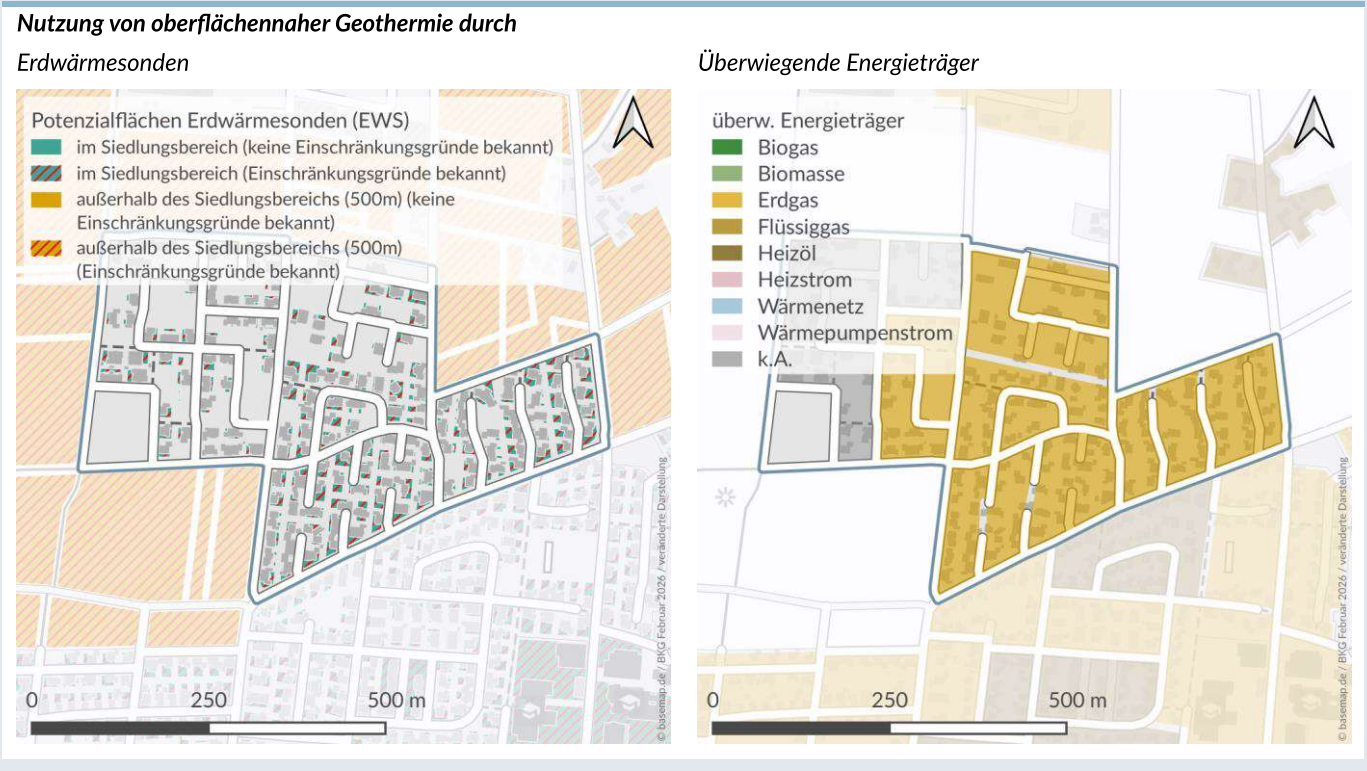 Nutzung von oberflächennaher Geothermie durch
Erdwärmesonden
Potenzialflächen Erdwärmesonden (EWS)
im Siedlungsbereich (keine Einschränkungsgründe bekannt)
im Siedlungsbereich (Einschränkungsgründe bekannt)
außerhalb des Siedlungsbereichs (500m) (keine
Einschränkungsgründe bekannt)
außerhalb des Siedlungsbereichs (500m)
(Einschränkungsgründe bekannt)
0 250 500 m
© basemap.de / BKG Februar 2026 / veränderte Darstellung
Überwiegende Energieträger
überw. Energieträger
Biogas
Biomasse
Erdgas
Flüssiggas
Heizöl
Heizstrom
Wärmenetz
Wärmepumpenstrom
k.A.
0 250 500 m
© basemap.de / BKG Februar 2026 / veränderte Darstellung